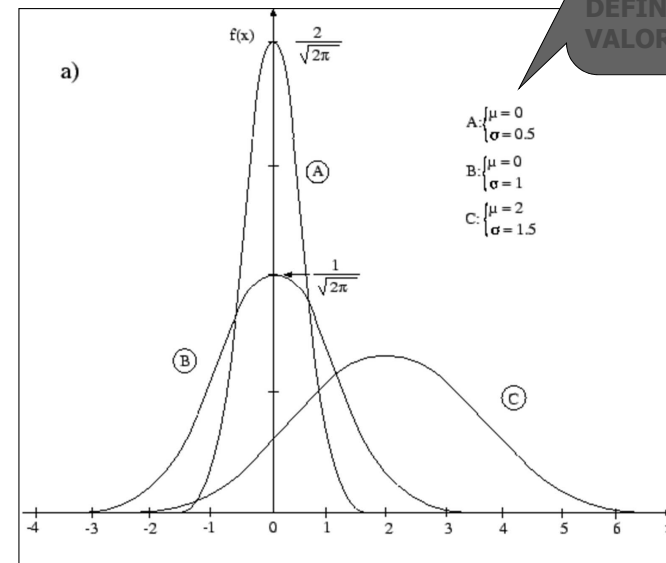 DEFIN
VALOR
f(x)
2
√2π
a)
A:{μ = 0
σ = 0.5
A
B:{μ = 0
σ = 1
C:{μ = 2
σ = 1.5
1
√2π
B
C
-4 -3 -2 -1 0 1 2 3 4 5 6